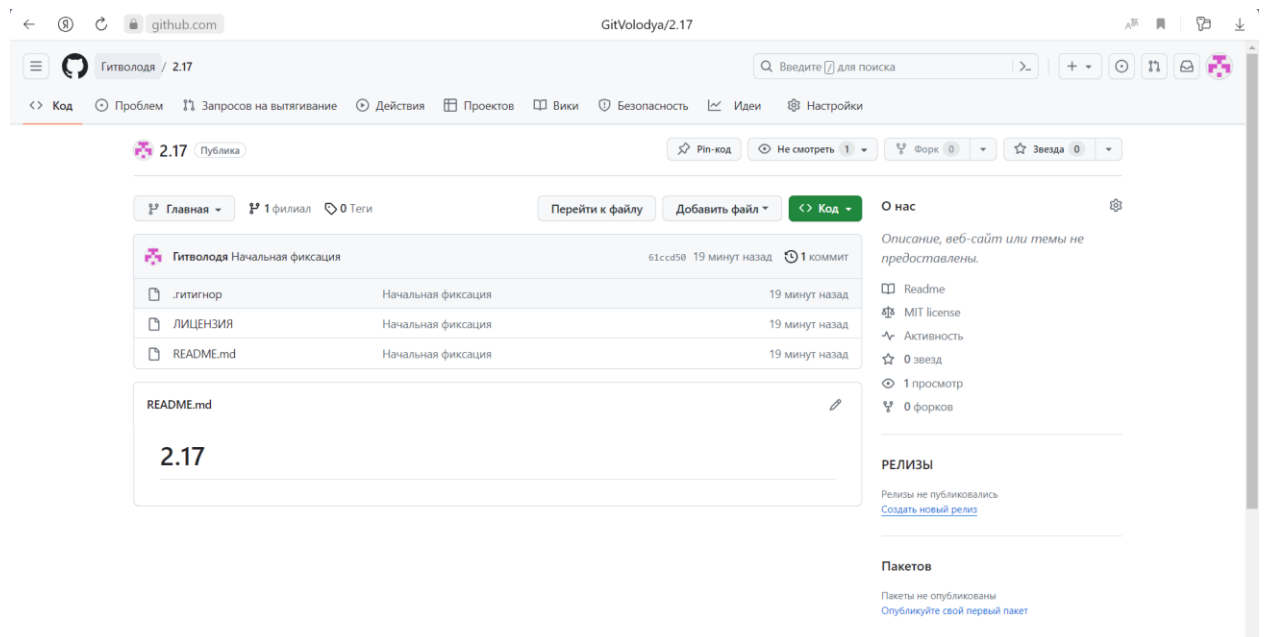 github.com GitVolodya/2.17
Гитволодя / 2.17 Введите / для поиска
Код Проблем Запросов на вытягивание Действия Проектов Вики Безопасность Идеи Настройки
2.17 Публика Pin-код Не смотреть 1 Форк 0 Звезда 0
Главная 1 филиал 0 Теги Перейти к файлу Добавить файл Код
О нас
Описание, веб-сайт или темы не
предоставлены.
Гитволодя Начальная фиксация 61ccd50 19 минут назад 1 коммит
.гитигнор Начальная фиксация 19 минут назад
ЛИЦЕНЗИЯ Начальная фиксация 19 минут назад
README.md Начальная фиксация 19 минут назад
Readme
MIT license
Активность
0 звезд
1 просмотр
0 форков
README.md
2.17
РЕЛИЗЫ
Релизы не публиковались
Создать новый релиз
Пакетов
Пакеты не опубликованы
Опубликуйте свой первый пакет